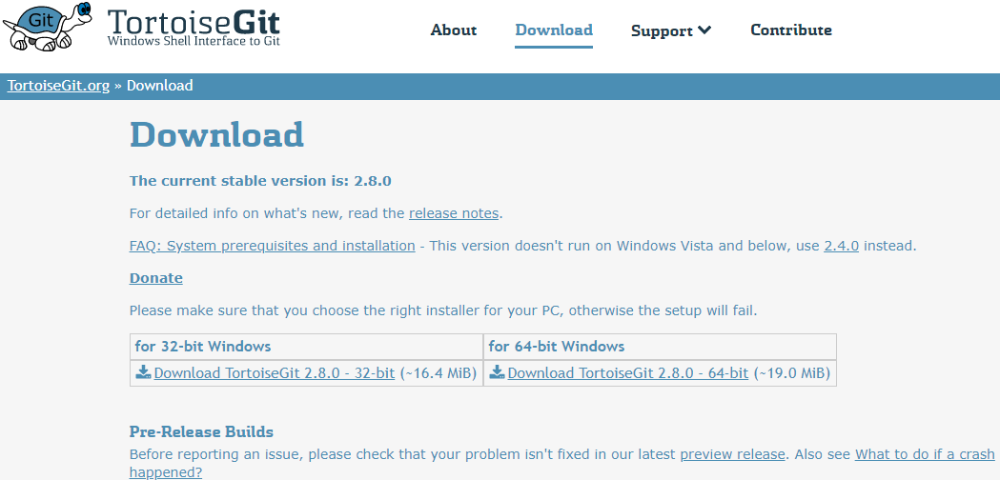 Git
TortoiseGit
Windows Shell Interface to Git
About Download Support Contribute
TortoiseGit.org » Download
Download
The current stable version is: 2.8.0
For detailed info on what's new, read the release notes.
FAQ: System prerequisites and installation - This version doesn't run on Windows Vista and below, use 2.4.0 instead.
Donate
Please make sure that you choose the right installer for your PC, otherwise the setup will fail.
for 32-bit Windows for 64-bit Windows
Download TortoiseGit 2.8.0 - 32-bit (~16.4 MiB) Download TortoiseGit 2.8.0 - 64-bit (~19.0 MiB)
Pre-Release Builds
Before reporting an issue, please check that your problem isn't fixed in our latest preview release. Also see What to do if a crash
happened?